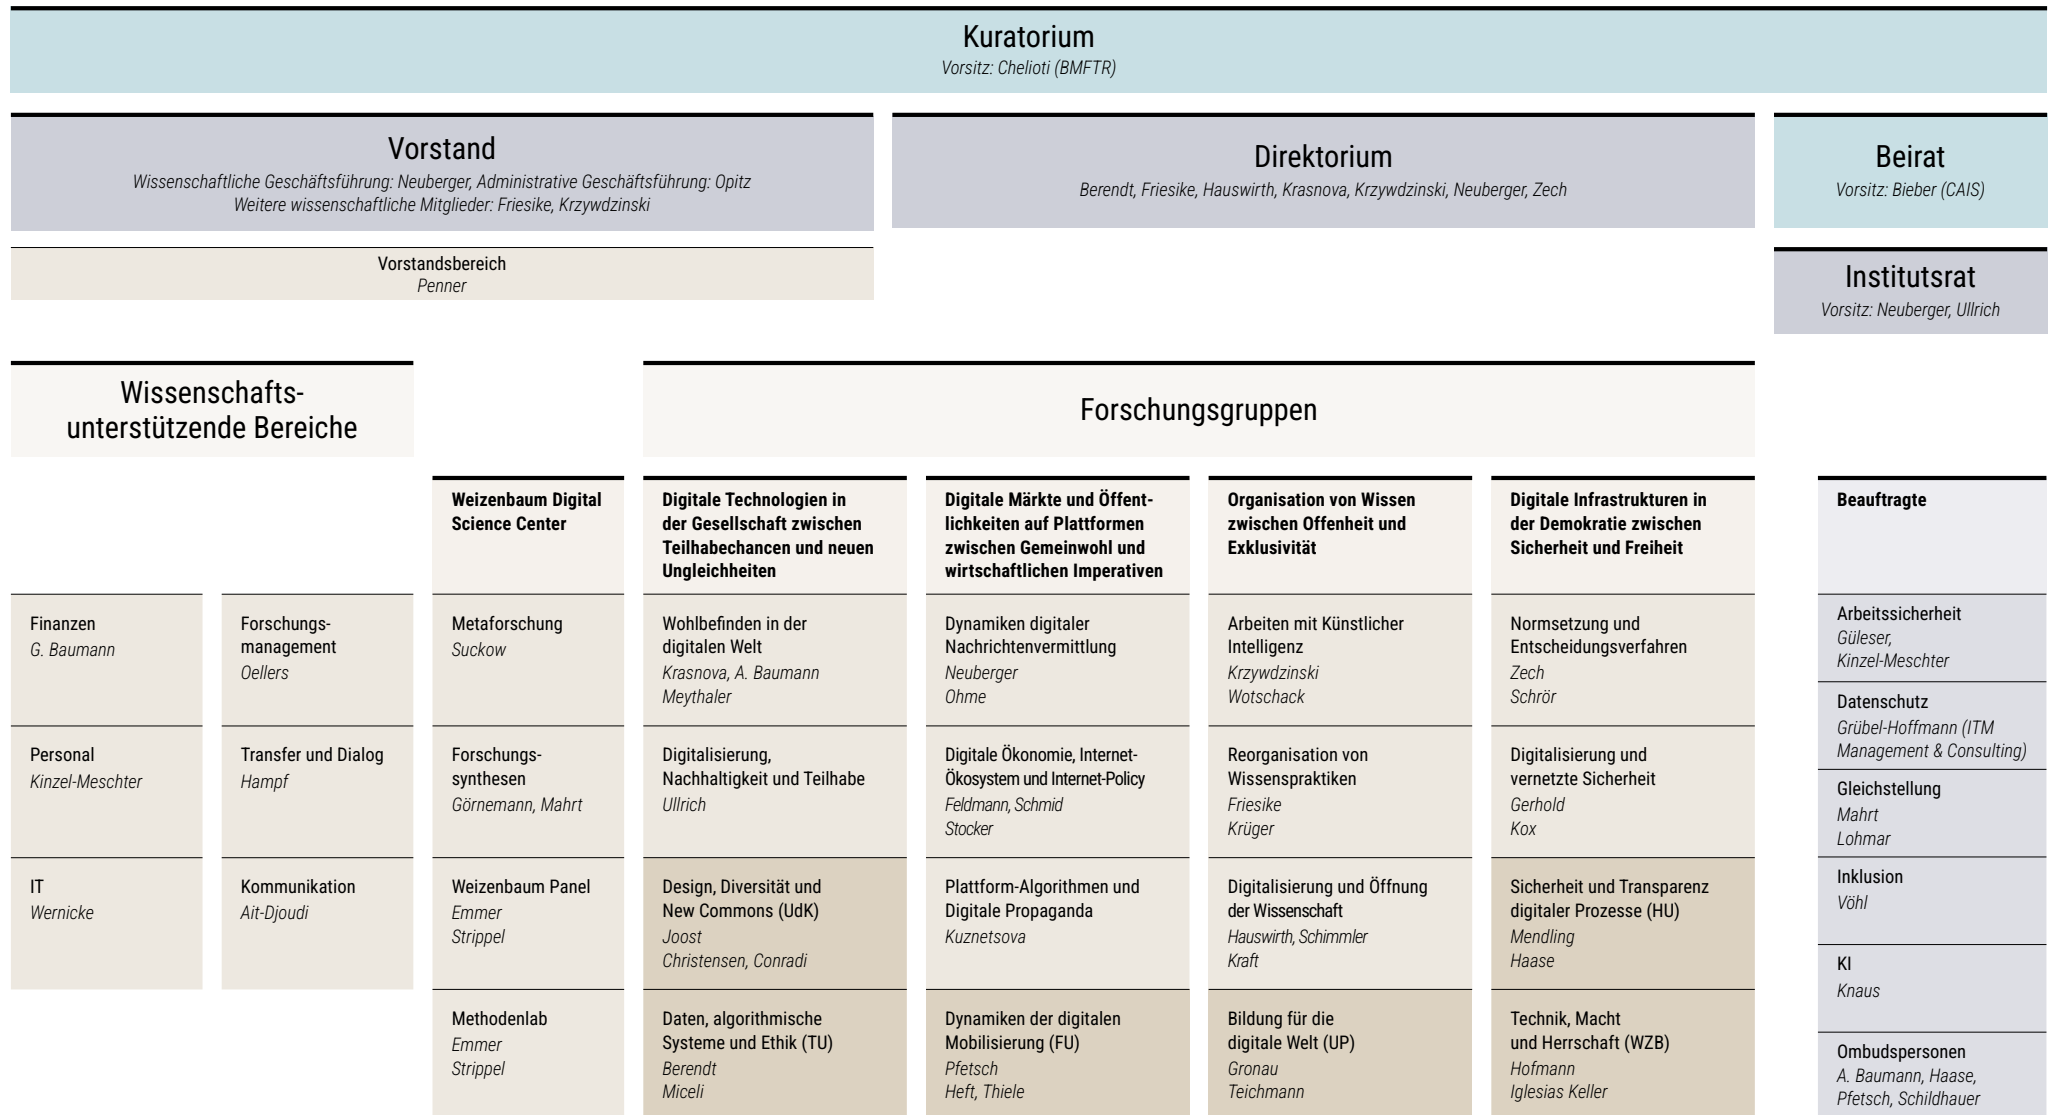 Kuratorium
Vorsitz: Chelioti (BMFTR)
Vorstand
Wissenschaftliche Geschäftsführung: Neuberger, Administrative Geschäftsführung: Opitz
Weitere wissenschaftliche Mitglieder: Friesike, Krzywdzinski
Direktorium
Berendt, Friesike, Hauswirth, Krasnova, Krzywdzinski, Neuberger, Zech
Beirat
Vorsitz: Bieber (CAIS)
Vorstandsbereich
Penner
Institutsrat
Vorsitz: Neuberger, Ullrich
Wissenschafts-
unterstützende Bereiche
Forschungsgruppen
Finanzen
G. Baumann
Personal
Kinzel-Meschter
IT
Wernicke
Forschungs-
management
Oellers
Transfer und Dialog
Hampf
Kommunikation
Ait-Djoudi
Weizenbaum Digital
Science Center
Metaforschung
Suckow
Forschungs-
synthesen
Görnemann, Mahrt
Weizenbaum Panel
Emmer
Strippel
Methodenlab
Emmer
Strippel
Digitale Technologien in
der Gesellschaft zwischen
Teilhabechancen und neuen
Ungleichheiten
Wohlbefinden in der
digitalen Welt
Krasnova, A. Baumann
Meythaler
Digitalisierung,
Nachhaltigkeit und Teilhabe
Ullrich
Design, Diversität und
New Commons (UdK)
Joost
Christensen, Conradi
Daten, algorithmische
Systeme und Ethik (TU)
Berendt
Miceli
Digitale Märkte und Öffent-
lichkeiten auf Plattformen
zwischen Gemeinwohl und
wirtschaftlichen Imperativen
Dynamiken digitaler
Nachrichtenvermittlung
Neuberger
Ohme
Digitale Ökonomie, Internet-
Ökosystem und Internet-Policy
Feldmann, Schmid
Stocker
Plattform-Algorithmen und
Digitale Propaganda
Kuznetsova
Dynamiken der digitalen
Mobilisierung (FU)
Pfetsch
Heft, Thiele
Organisation von Wissen
zwischen Offenheit und
Exklusivität
Arbeiten mit Künstlicher
Intelligenz
Krzywdzinski
Wotschack
Reorganisation von
Wissenspraktiken
Friesike
Krüger
Digitalisierung und Öffnung
der Wissenschaft
Hauswirth, Schimmler
Kraft
Bildung für die
digitale Welt (UP)
Gronau
Teichmann
Digitale Infrastrukturen in
der Demokratie zwischen
Sicherheit und Freiheit
Normsetzung und
Entscheidungsverfahren
Zech
Schrör
Digitalisierung und
vernetzte Sicherheit
Gerhold
Kox
Sicherheit und Transparenz
digitaler Prozesse (HU)
Mendling
Haase
Technik, Macht
und Herrschaft (WZB)
Hofmann
Iglesias Keller
Beauftragte
Arbeitssicherheit
Güleser,
Kinzel-Meschter
Datenschutz
Grübel-Hoffmann (ITM
Management & Consulting)
Gleichstellung
Mahrt
Lohmar
Inklusion
Vöhl
KI
Knaus
Ombudspersonen
A. Baumann, Haase,
Pfetsch, Schildhauer